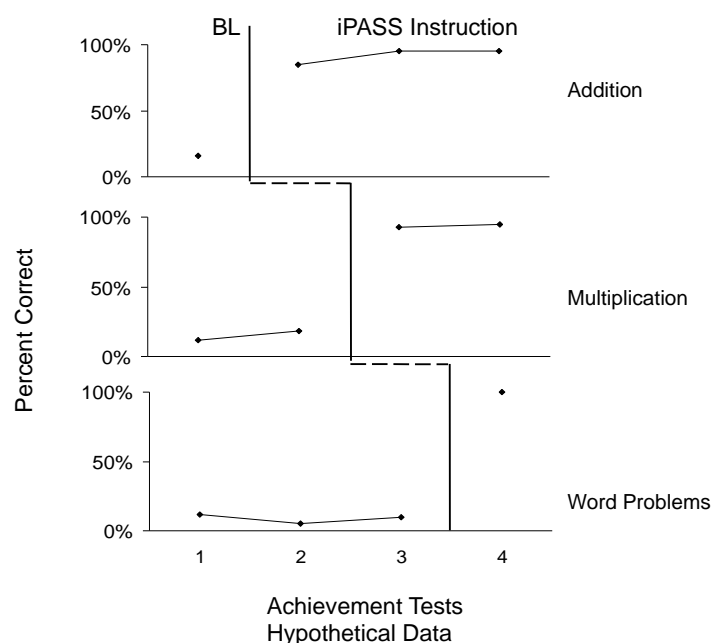 BL iPASS Instruction
100%
50%
0%
Addition
100%
50%
0%
Multiplication
100%
50%
0%
Word Problems
Percent Correct
1 2 3 4
Achievement Tests
Hypothetical Data